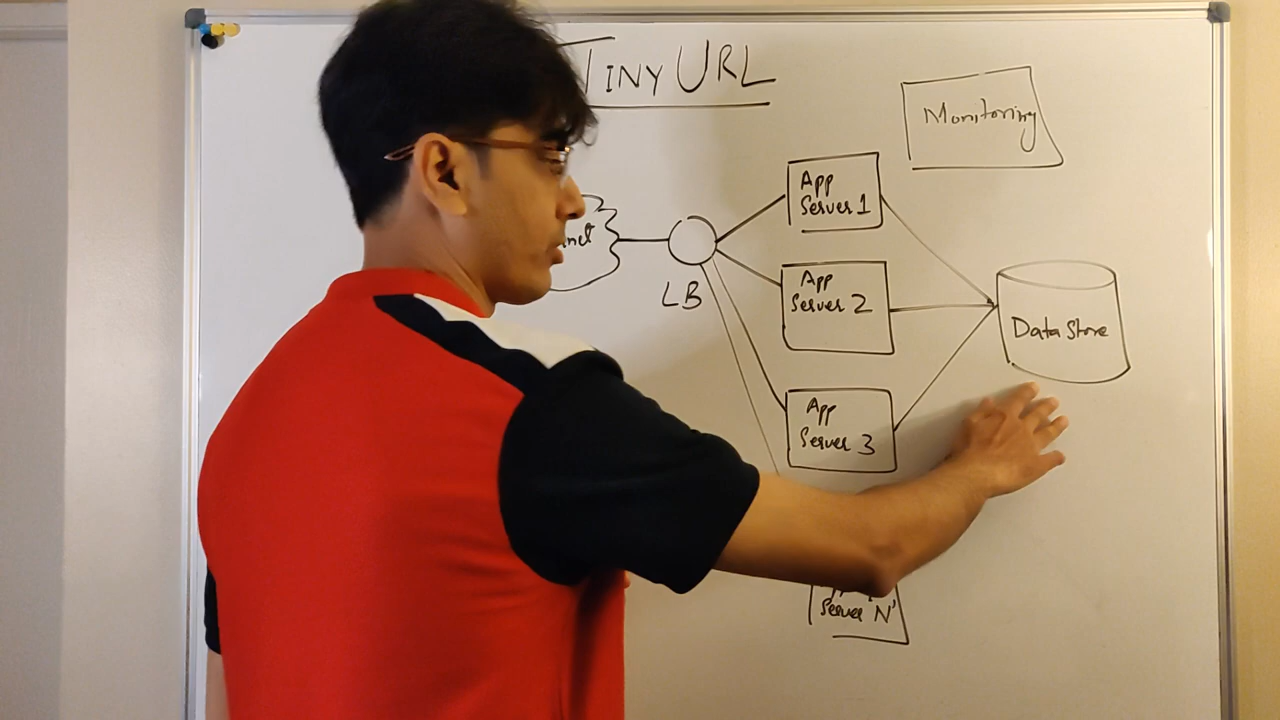 TINY URL
Monitoring
App
Server 1
LB
App
Server 2
Data Store
App
Server 3
Server 'N'